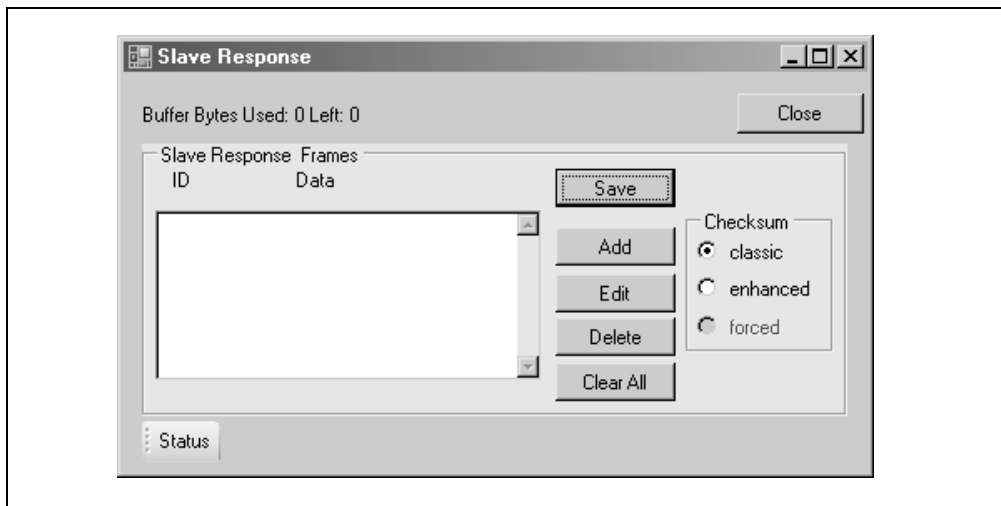 Slave Response
Buffer Bytes Used: 0 Left: 0
Close
Slave Response Frames
ID Data
Save
Add
Edit
Delete
Clear All
Checksum
classic
enhanced
forced
Status